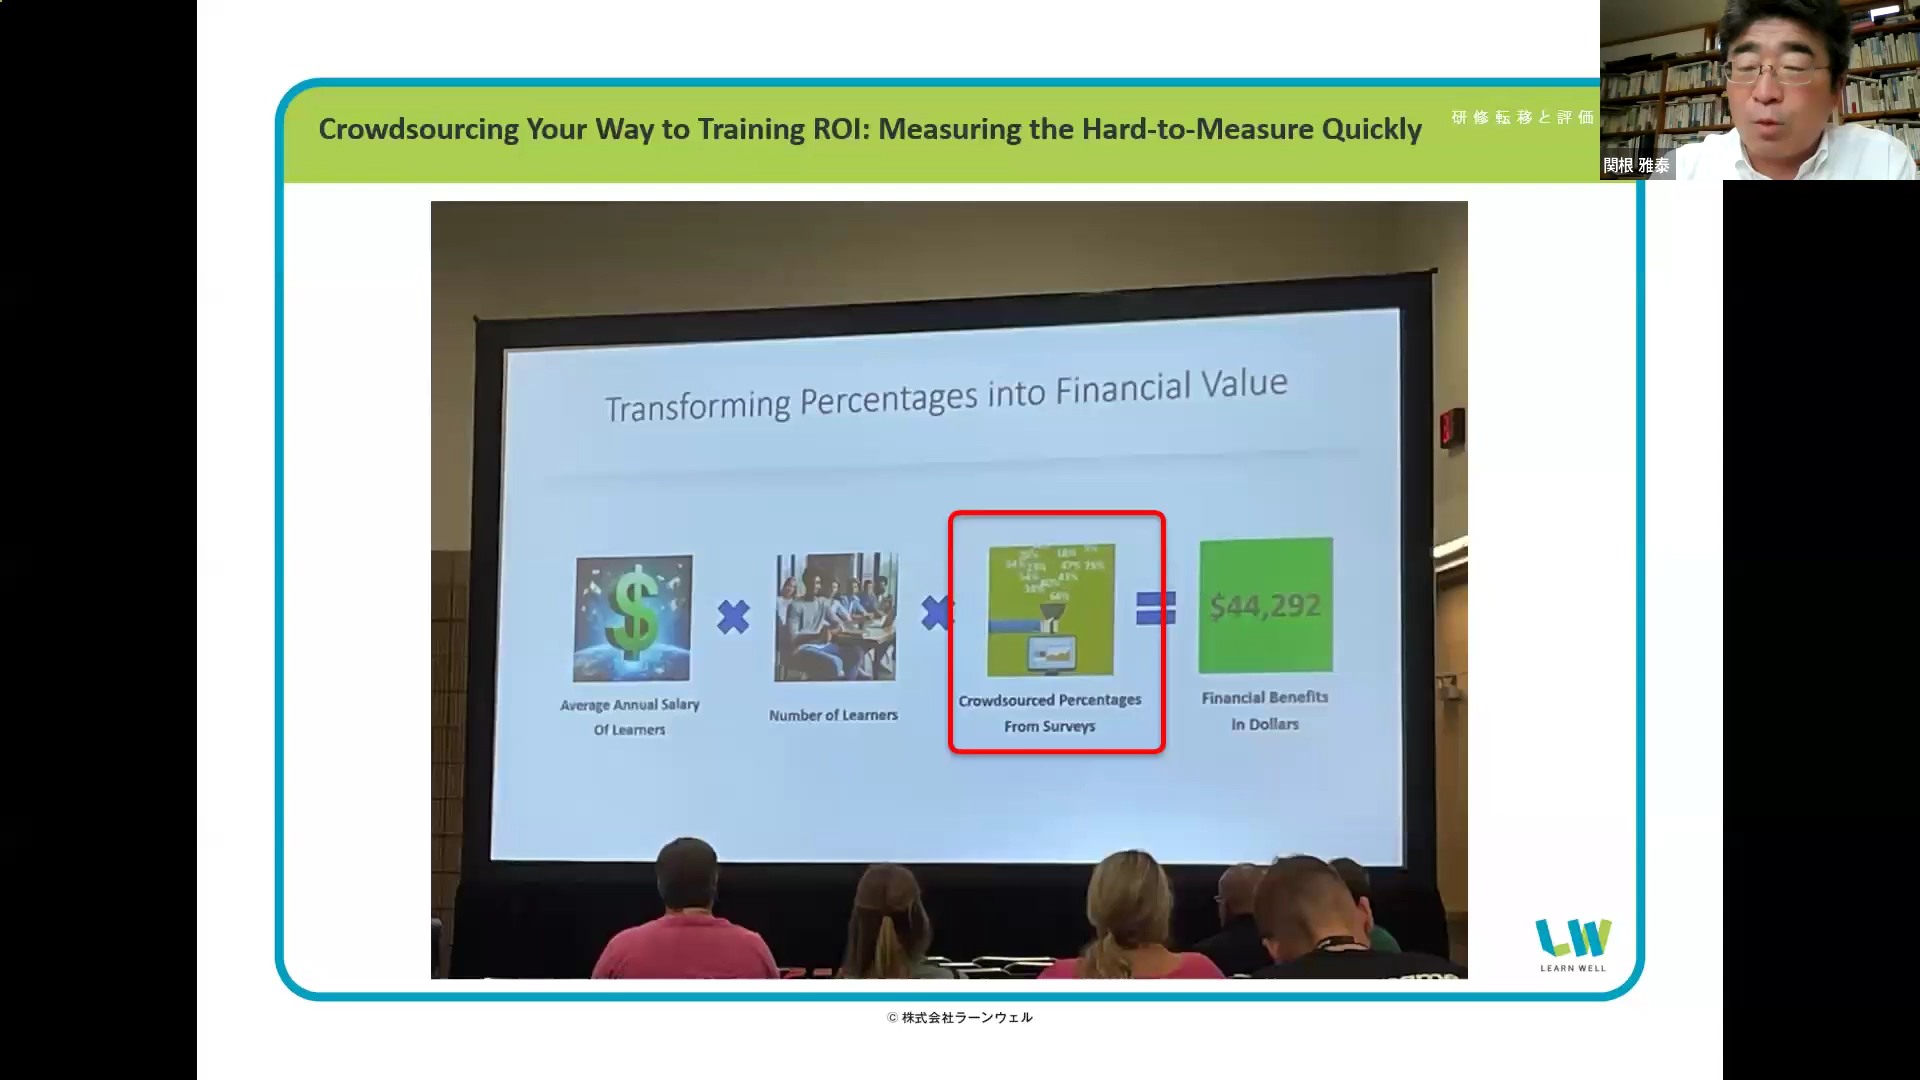 Crowdsourcing Your Way to Training ROI: Measuring the Hard-to-Measure Quickly
研修転移と評価
関根 雅泰
Transforming Percentages into Financial Value
$44,292
Average Annual Salary
Of Learners
Number of Learners
Crowdsourced Percentages
From Surveys
Financial Benefits
In Dollars
LEARN WELL
© 株式会社ラーンウェル